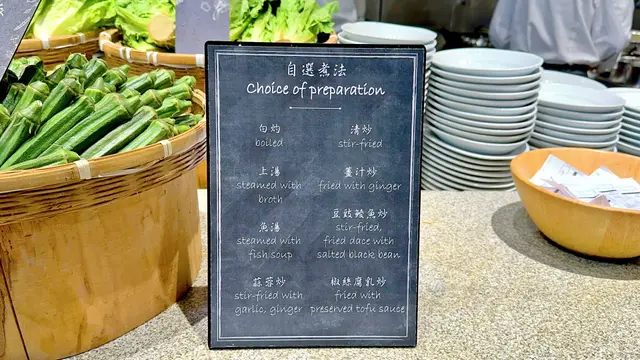 自選煮法
Choice of preparation
白灼
boiled
清炒
stir-fried
上湯
steamed with
broth
薑汁炒
fried with ginger
魚湯
steamed with
fish soup
豆豉鯪魚炒
stir-fried,
fried dace with
salted black bean
蒜蓉炒
stir-fried with
garlic, ginger
椒絲腐乳炒
fried with
preserved tofu sauce